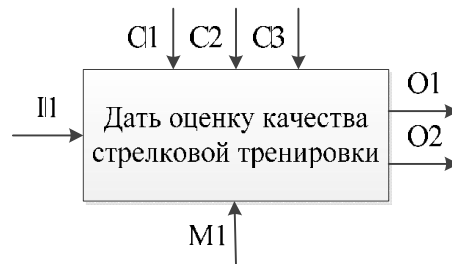 C1 C2 C3
I1
O1
Дать оценку качества
стрелковой тренировки
O2
M1